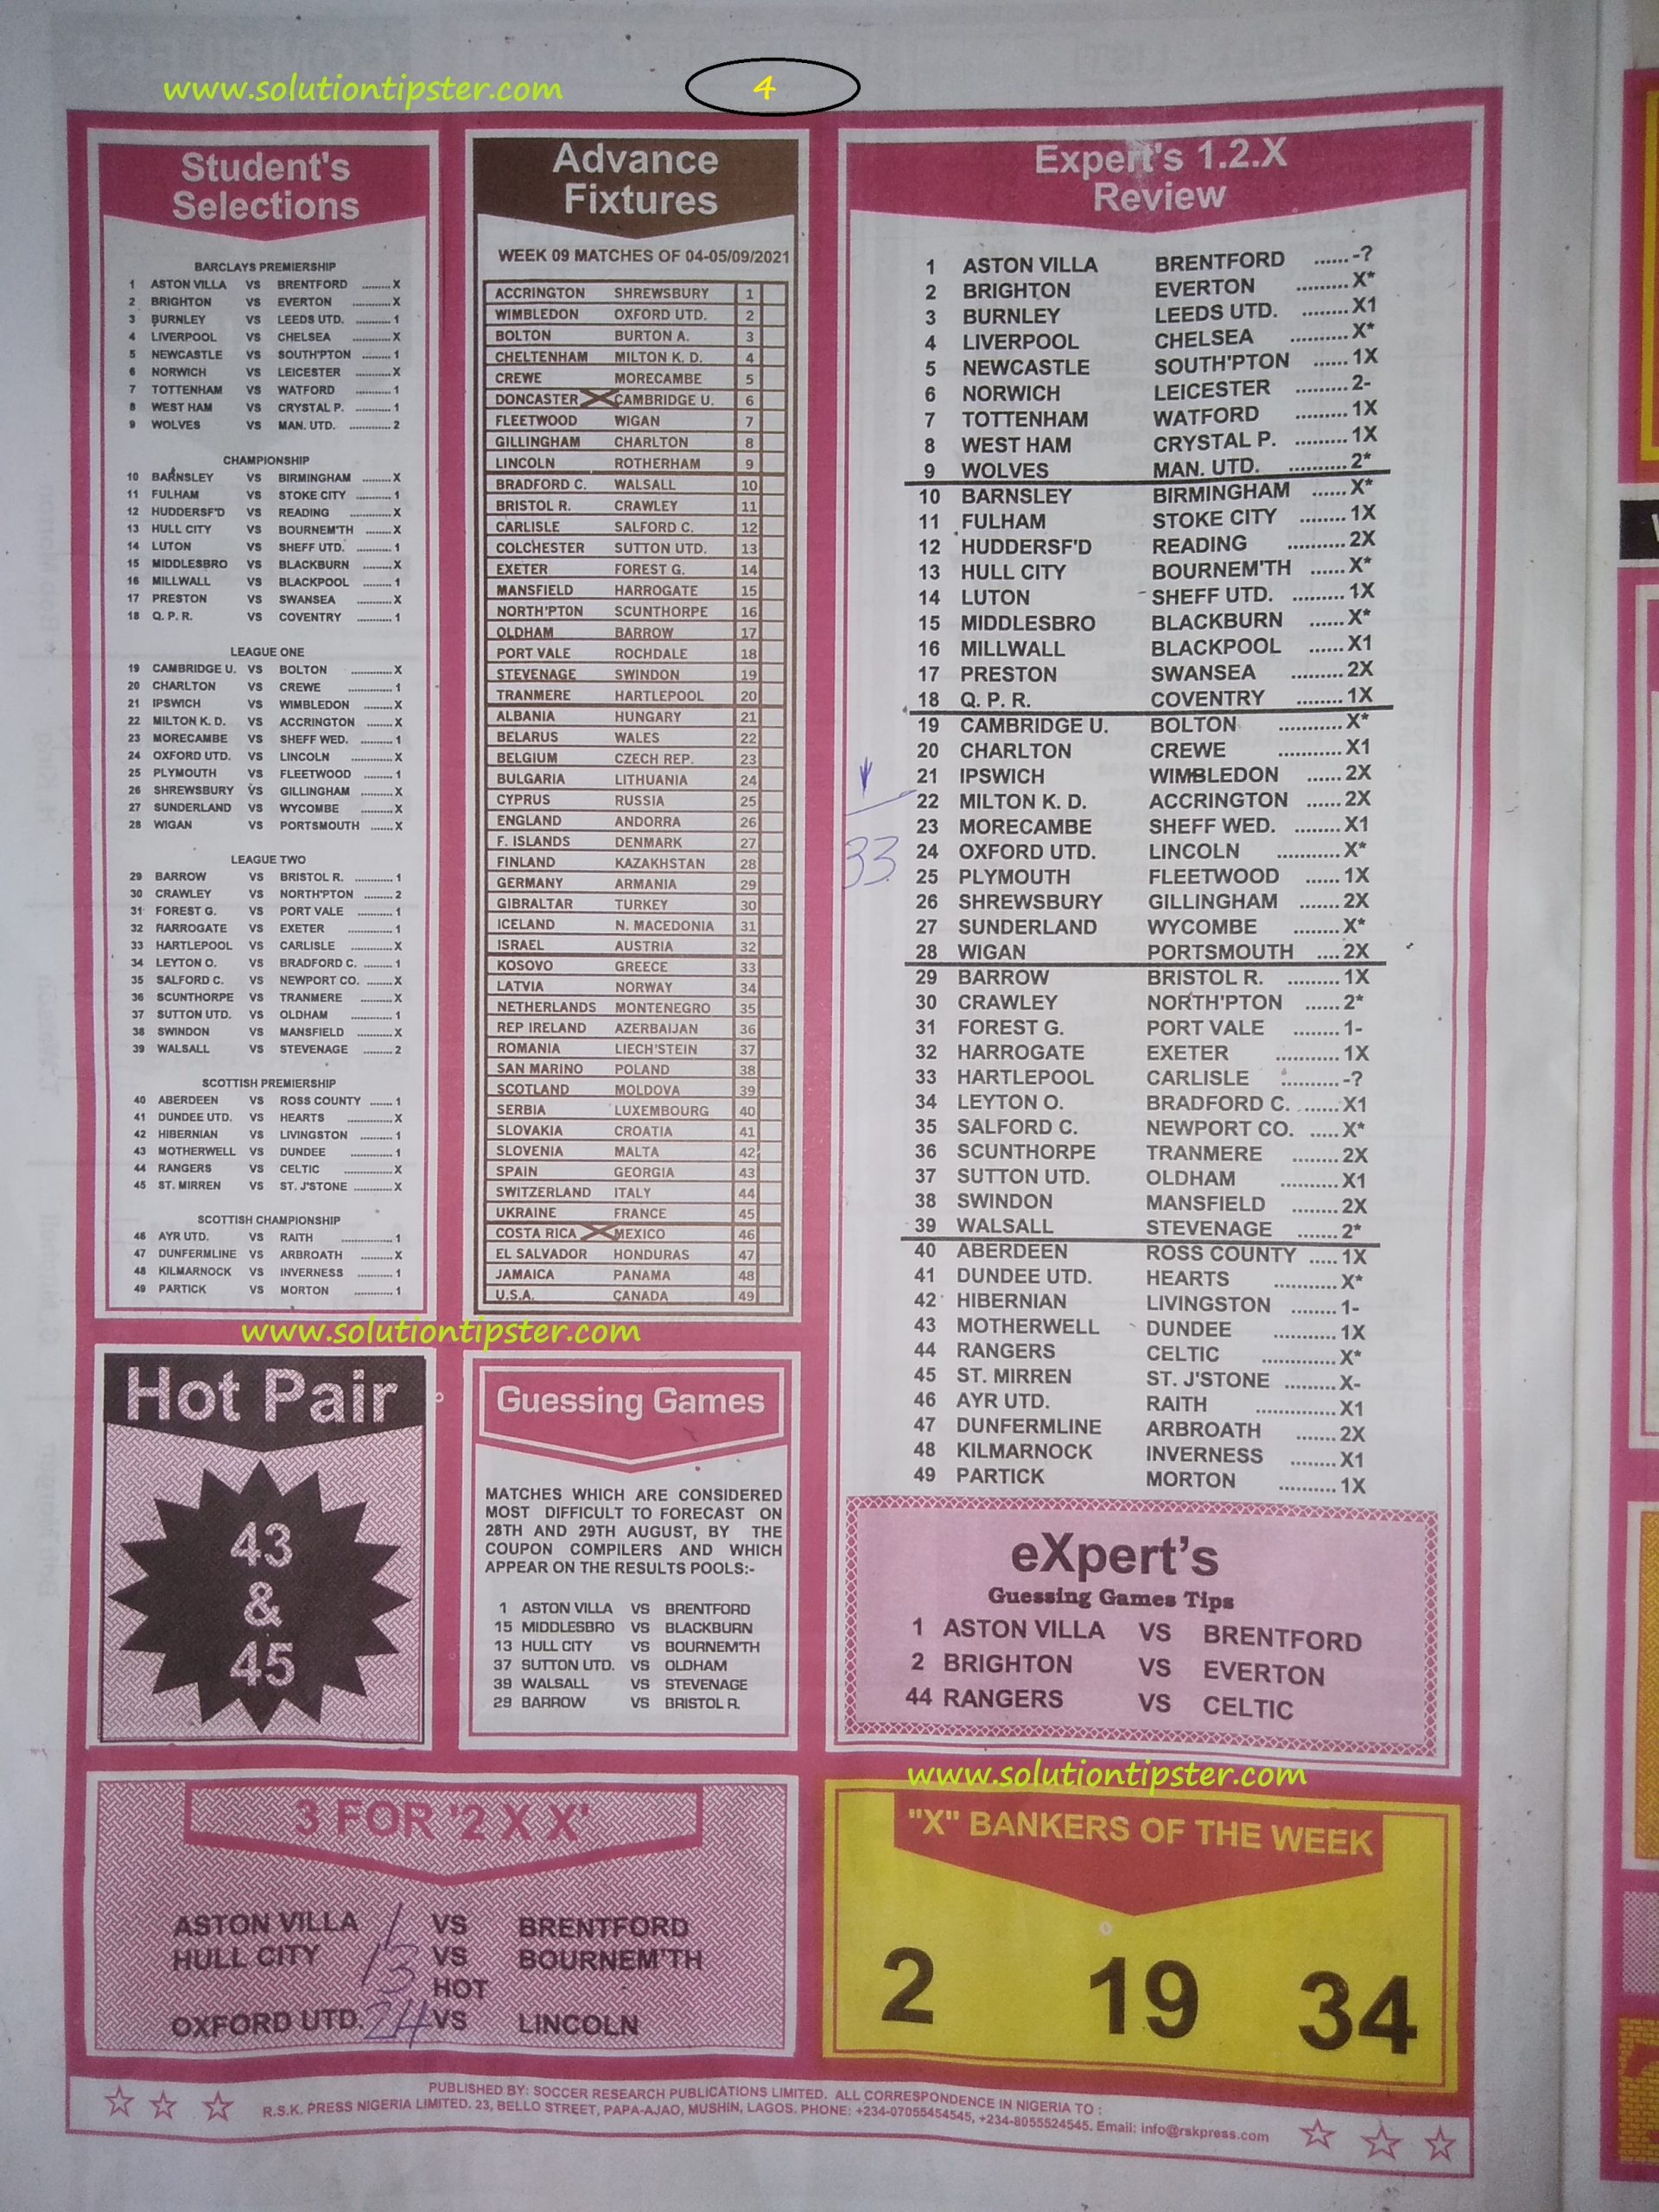 www.solutiontipster.com
4
Student's
Selections
BARCLAYS PREMIERSHIP
1 ASTON VILLA VS BRENTFORD ......... X
2 BRIGHTON VS EVERTON ........... X
3 BURNLEY VS LEEDS UTD. ........... 1
4 LIVERPOOL VS CHELSEA ............ X
5 NEWCASTLE VS SOUTH'PTON ......... 1
6 NORWICH VS LEICESTER .......... X
7 TOTTENHAM VS WATFORD ........... 1
8 WEST HAM VS CRYSTAL P. .......... 1
9 WOLVES VS MAN. UTD. ............. 2
CHAMPIONSHIP
10 BARNSLEY VS BIRMINGHAM ......... X
11 FULHAM VS STOKE CITY .......... 1
12 HUDDERSF'D VS READING ............ X
13 HULL CITY VS BOURNEM'TH ........ X
14 LUTON VS SHEFF UTD. ........... 1
15 MIDDLESBRO VS BLACKBURN ......... X
16 MILLWALL VS BLACKPOOL .......... 1
17 PRESTON VS SWANSEA ........... X
18 Q. P. R. VS COVENTRY ........... 1
LEAGUE ONE
19 CAMBRIDGE U. VS BOLTON ............ X
20 CHARLTON VS CREWE ............ 1
21 IPSWICH VS WIMBLEDON .......... X
22 MILTON K. D. VS ACCRINGTON ........ X
23 MORECAMBE VS SHEFF WED. .......... 1
24 OXFORD UTD. VS LINCOLN ............ X
25 PLYMOUTH VS FLEETWOOD ......... 1
26 SHREWSBURY VS GILLINGHAM ......... X
27 SUNDERLAND VS WYCOMBE ........... X
28 WIGAN VS PORTSMOUTH ....... X
LEAGUE TWO
29 BARROW VS BRISTOL R. ........... 1
30 CRAWLEY VS NORTH'PTON ......... 2
31 FOREST G. VS PORT VALE ........... 1
32 HARROGATE VS EXETER ............. 1
33 HARTLEPOOL VS CARLISLE ............ X
34 LEYTON O. VS BRADFORD C. ........ 1
35 SALFORD C. VS NEWPORT CO. ....... X
36 SCUNTHORPE VS TRANMERE .......... X
37 SUTTON UTD. VS OLDHAM ............ 1
38 SWINDON VS MANSFIELD .......... X
39 WALSALL VS STEVENAGE ......... 2
SCOTTISH PREMIERSHIP
40 ABERDEEN VS ROSS COUNTY ...... 1
41 DUNDEE UTD. VS HEARTS ............. X
42 HIBERNIAN VS LIVINGSTON ......... 1
43 MOTHERWELL VS DUNDEE ............ 1
44 RANGERS VS CELTIC .............. X
45 ST. MIRREN VS ST. J'STONE ........... X
SCOTTISH CHAMPIONSHIP
46 AYR UTD. VS RAITH .............. 1
47 DUNFERMLINE VS ARBROATH .......... X
48 KILMARNOCK VS INVERNESS ........... 1
49 PARTICK VS MORTON ............ 1
Advance
Fixtures
WEEK 09 MATCHES OF 04-05/09/2021
ACCRINGTON SHREWSBURY 1
WIMBLEDON OXFORD UTD. 2
BOLTON BURTON A. 3
CHELTENHAM MILTON K. D. 4
CREWE MORECAMBE 5
DONCASTER CAMBRIDGE U. 6
FLEETWOOD WIGAN 7
GILLINGHAM CHARLTON 8
LINCOLN ROTHERHAM 9
BRADFORD C. WALSALL 10
BRISTOL R. CRAWLEY 11
CARLISLE SALFORD C. 12
COLCHESTER SUTTON UTD. 13
EXETER FOREST G. 14
MANSFIELD HARROGATE 15
NORTH'PTON SCUNTHORPE 16
OLDHAM BARROW 17
PORT VALE ROCHDALE 18
STEVENAGE SWINDON 19
TRANMERE HARTLEPOOL 20
ALBANIA HUNGARY 21
BELARUS WALES 22
BELGIUM CZECH REP. 23
BULGARIA LITHUANIA 24
CYPRUS RUSSIA 25
ENGLAND ANDORRA 26
F. ISLANDS DENMARK 27
FINLAND KAZAKHSTAN 28
GERMANY ARMANIA 29
GIBRALTAR TURKEY 30
ICELAND N. MACEDONIA 31
ISRAEL AUSTRIA 32
KOSOVO GREECE 33
LATVIA NORWAY 34
NETHERLANDS MONTENEGRO 35
REP IRELAND AZERBAIJAN 36
ROMANIA LIECH'STEIN 37
SAN MARINO POLAND 38
SCOTLAND MOLDOVA 39
SERBIA LUXEMBOURG 40
SLOVAKIA CROATIA 41
SLOVENIA MALTA 42
SPAIN GEORGIA 43
SWITZERLAND ITALY 44
UKRAINE FRANCE 45
COSTA RICA MEXICO 46
EL SALVADOR HONDURAS 47
JAMAICA PANAMA 48
U.S.A. CANADA 49
Expert's 1.2.X
Review
1 ASTON VILLA BRENTFORD ......-?
2 BRIGHTON EVERTON .........X*
3 BURNLEY LEEDS UTD. ........X1
4 LIVERPOOL CHELSEA ..........X*
5 NEWCASTLE SOUTH'PTON ......1X
6 NORWICH LEICESTER .........2-
7 TOTTENHAM WATFORD .........1X
8 WEST HAM CRYSTAL P. .........1X
9 WOLVES MAN. UTD. ..........2*
10 BARNSLEY BIRMINGHAM ......X*
11 FULHAM STOKE CITY ........1X
12 HUDDERSF'D READING ..........2X
13 HULL CITY BOURNEM'TH ......X*
14 LUTON SHEFF UTD. .........1X
15 MIDDLESBRO BLACKBURN ......X*
16 MILLWALL BLACKPOOL ......X1
17 PRESTON SWANSEA .........2X
18 Q. P. R. COVENTRY ........1X
19 CAMBRIDGE U. BOLTON ...........X*
20 CHARLTON CREWE ...........X1
21 IPSWICH WIMBLEDON ......2X
22 MILTON K. D. ACCRINGTON ......2X
23 MORECAMBE SHEFF WED. ........X1
24 OXFORD UTD. LINCOLN ...........X*
25 PLYMOUTH FLEETWOOD ......1X
26 SHREWSBURY GILLINGHAM .......2X
27 SUNDERLAND WYCOMBE ........X*
28 WIGAN PORTSMOUTH ....2X
29 BARROW BRISTOL R. .........1X
30 CRAWLEY NORTH'PTON ......2*
31 FOREST G. PORT VALE ........1-
32 HARROGATE EXETER ...........1X
33 HARTLEPOOL CARLISLE ..........-?
34 LEYTON O. BRADFORD C. .......X1
35 SALFORD C. NEWPORT CO. .....X*
36 SCUNTHORPE TRANMERE ........2X
37 SUTTON UTD. OLDHAM ..........X1
38 SWINDON MANSFIELD ........2X
39 WALSALL STEVENAGE .......2*
40 ABERDEEN ROSS COUNTY .....1X
41 DUNDEE UTD. HEARTS ...........X*
42 HIBERNIAN LIVINGSTON ........1-
43 MOTHERWELL DUNDEE ...........1X
44 RANGERS CELTIC .............X*
45 ST. MIRREN ST. J'STONE .........X-
46 AYR UTD. RAITH .............X1
47 DUNFERMLINE ARBROATH .......2X
48 KILMARNOCK INVERNESS ........X1
49 PARTICK MORTON ..........1X
33
www.solutiontipster.com
Hot Pair
43
&
45
Guessing Games
MATCHES WHICH ARE CONSIDERED
MOST DIFFICULT TO FORECAST ON
28TH AND 29TH AUGUST, BY THE
COUPON COMPILERS AND WHICH
APPEAR ON THE RESULTS POOLS:-
1 ASTON VILLA VS BRENTFORD
15 MIDDLESBRO VS BLACKBURN
13 HULL CITY VS BOURNEM'TH
37 SUTTON UTD. VS OLDHAM
39 WALSALL VS STEVENAGE
29 BARROW VS BRISTOL R.
eXpert's
Guessing Games Tips
1 ASTON VILLA VS BRENTFORD
2 BRIGHTON VS EVERTON
44 RANGERS VS CELTIC
www.solutiontipster.com
3 FOR '2 X X'
ASTON VILLA 1 VS BRENTFORD
HULL CITY 13 VS BOURNEM'TH
HOT
OXFORD UTD. 24 VS LINCOLN
"X" BANKERS OF THE WEEK
2 19 34
PUBLISHED BY: SOCCER RESEARCH PUBLICATIONS LIMITED. ALL CORRESPONDENCE IN NIGERIA TO :
R.S.K. PRESS NIGERIA LIMITED. 23, BELLO STREET, PAPA-AJAO, MUSHIN, LAGOS. PHONE: +234-07055454545, +234-8055524545. Email: info@rskpress.com